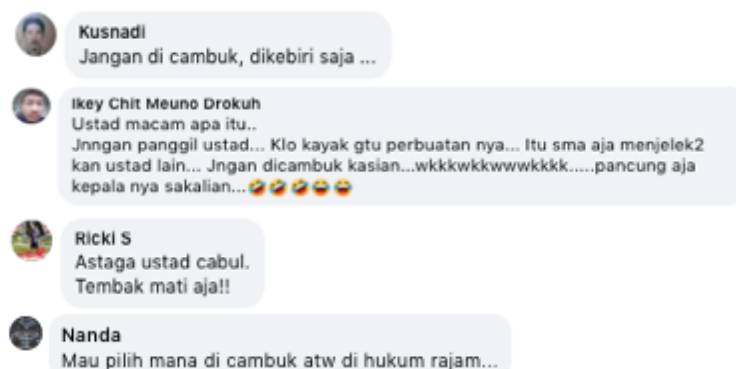 Kusnadi
Jangan di cambuk, dikebiri saja ...
Ikey Chit Meuno Drokuh
Ustad macam apa itu..
Jnngan panggil ustad... Klo kayak gtu perbuatan nya... Itu sma aja menjelek2
kan ustad lain... Jngan dicambuk kasian...wkkkwkkwwwkkkk.....pancung aja
kepala nya sakalian...🤣🤣🤣😂😂
Ricki S
Astaga ustad cabul.
Tembak mati aja!!
Nanda
Mau pilih mana di cambuk atw di hukum rajam...